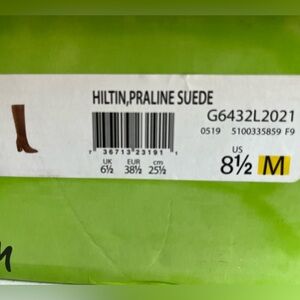 HILTIN,PRALINE SUEDE
G6432L2021
0519 5100335859 F9
7 36713 23191 1
UK EUR cm
6½ 38½ 25½
US
8½ M